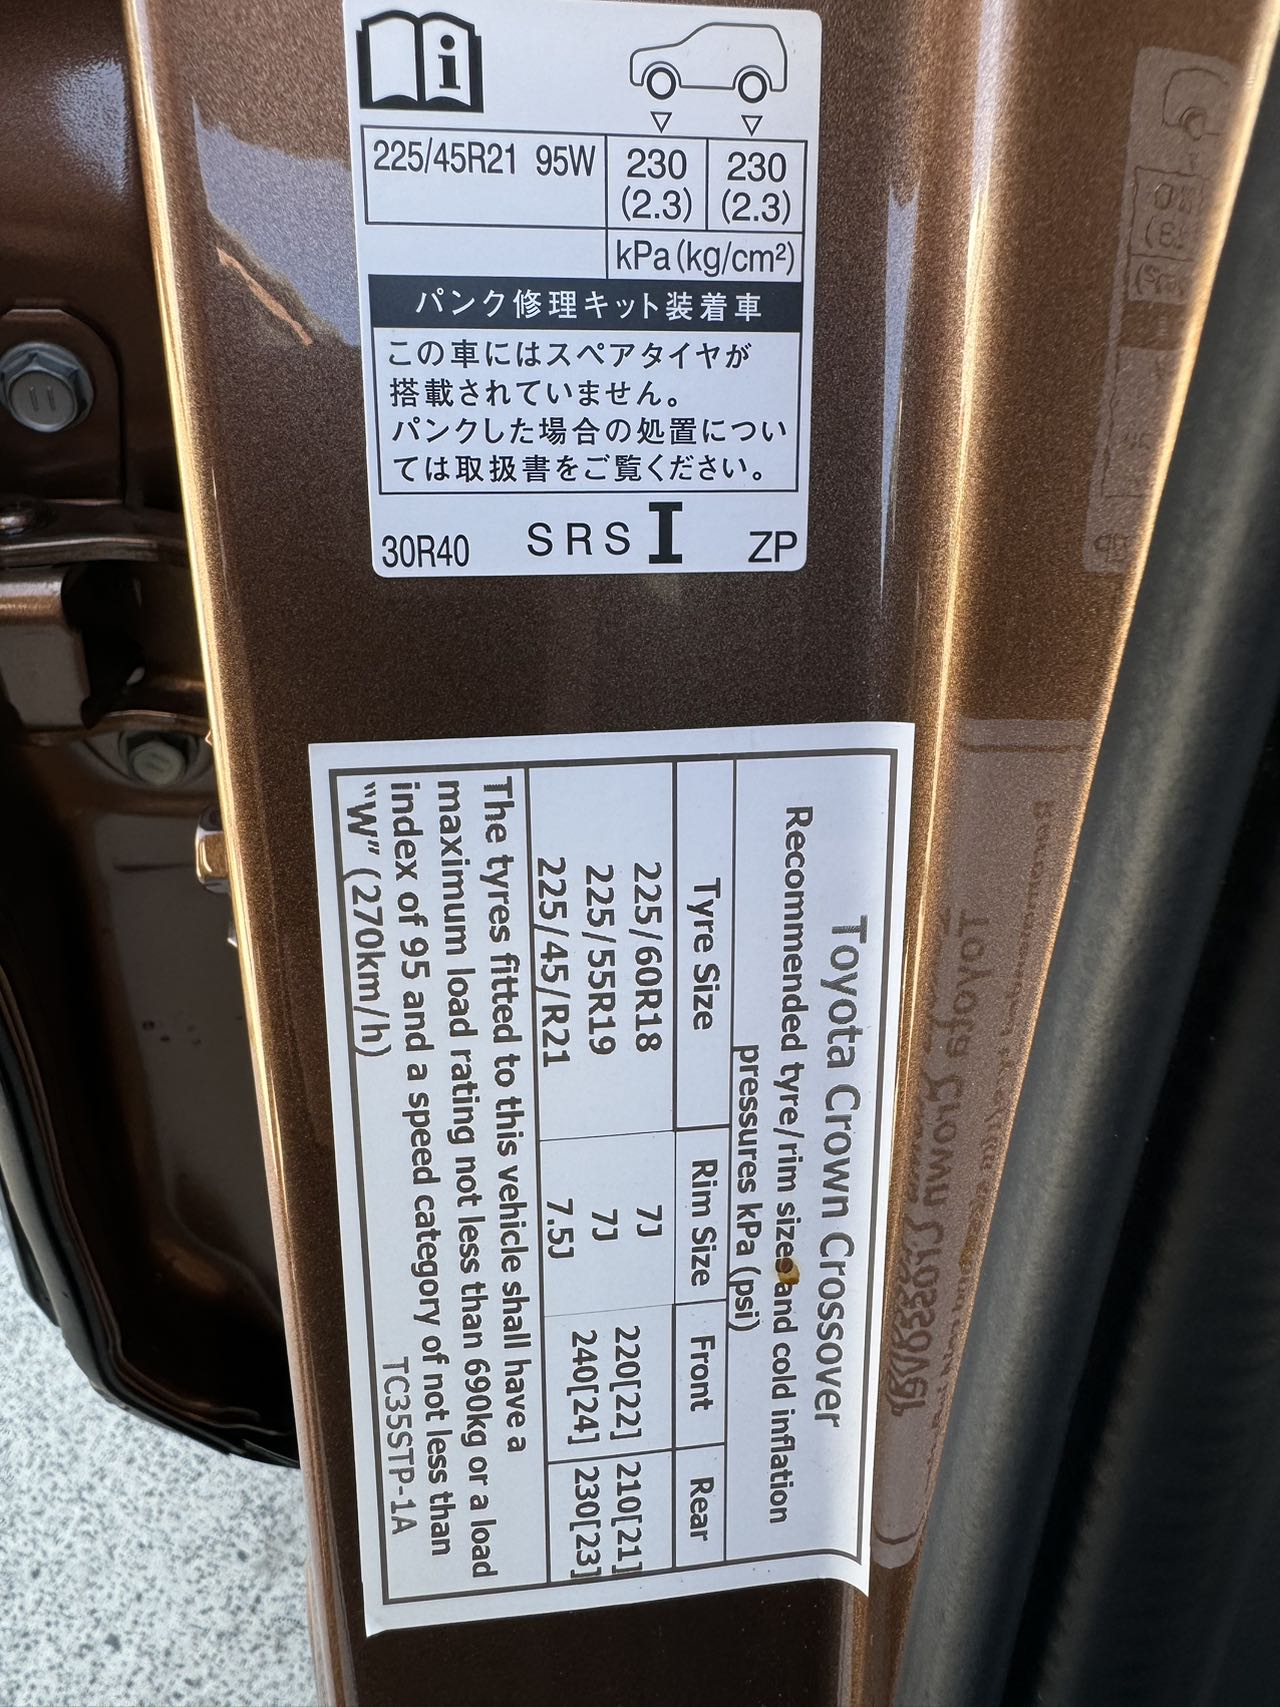 225/45R21 95W 230 (2.3) 230 (2.3)
kPa(kg/cm²)
パンク修理キット装着車
この車にはスペアタイヤが
搭載されていません。
パンクした場合の処置につい
ては取扱書をご覧ください。
30R40 SRS I ZP
Toyota Crown Crossover
Recommended tyre/rim sizes and cold inflation
pressures kPa (psi)
Tyre Size Rim Size Front Rear
225/60R18 7J 220[22] 210[21]
225/55R19 7J 240[24] 230[23]
225/45/R21 7.5J
The tyres fitted to this vehicle shall have a
maximum load rating not less than 690kg or a load
index of 95 and a speed category of not less than
"W" (270km/h)
TC35STP-1A